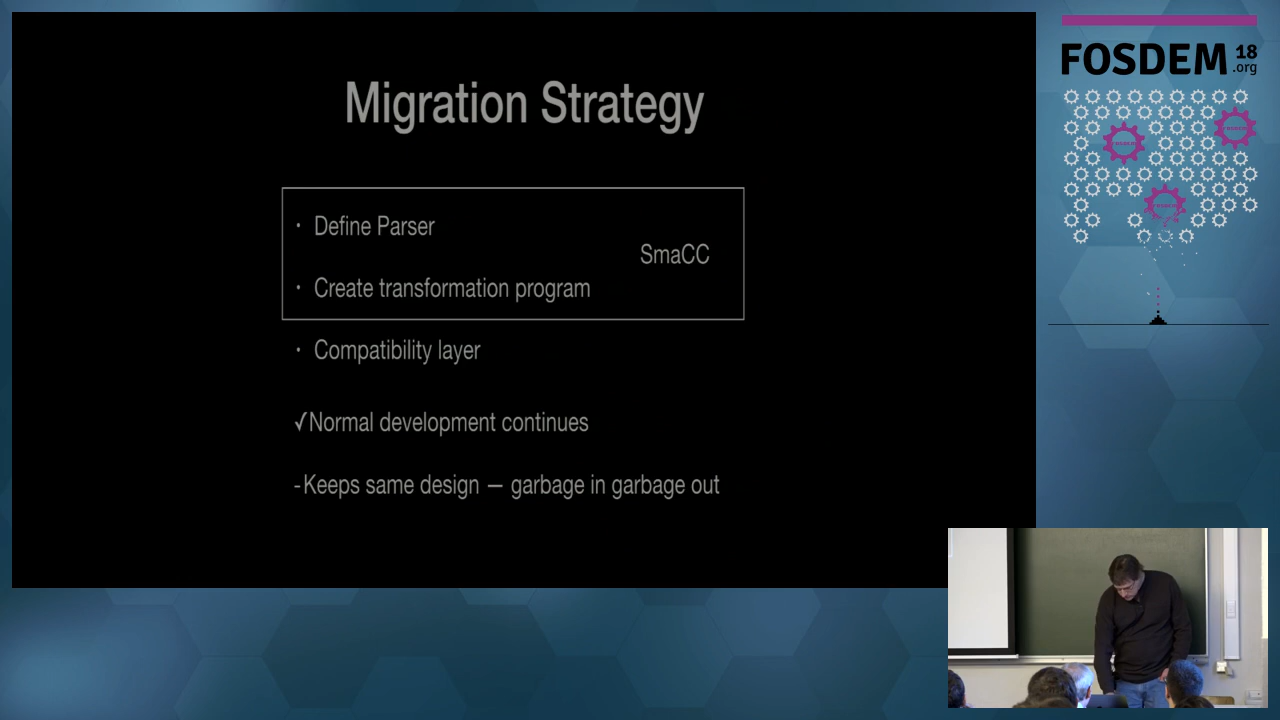 Migration Strategy
· Define Parser
SmaCC
· Create transformation program
· Compatibility layer
✓Normal development continues
-Keeps same design — garbage in garbage out
FOSDEM 18
.org